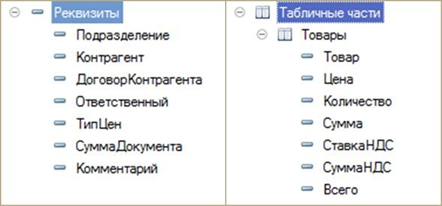 Реквизиты
Подразделение
Контрагент
ДоговорКонтрагента
Ответственный
ТипЦен
СуммаДокумента
Комментарий
Табличные части
Товары
Товар
Цена
Количество
Сумма
СтавкаНДС
СуммаНДС
Всего